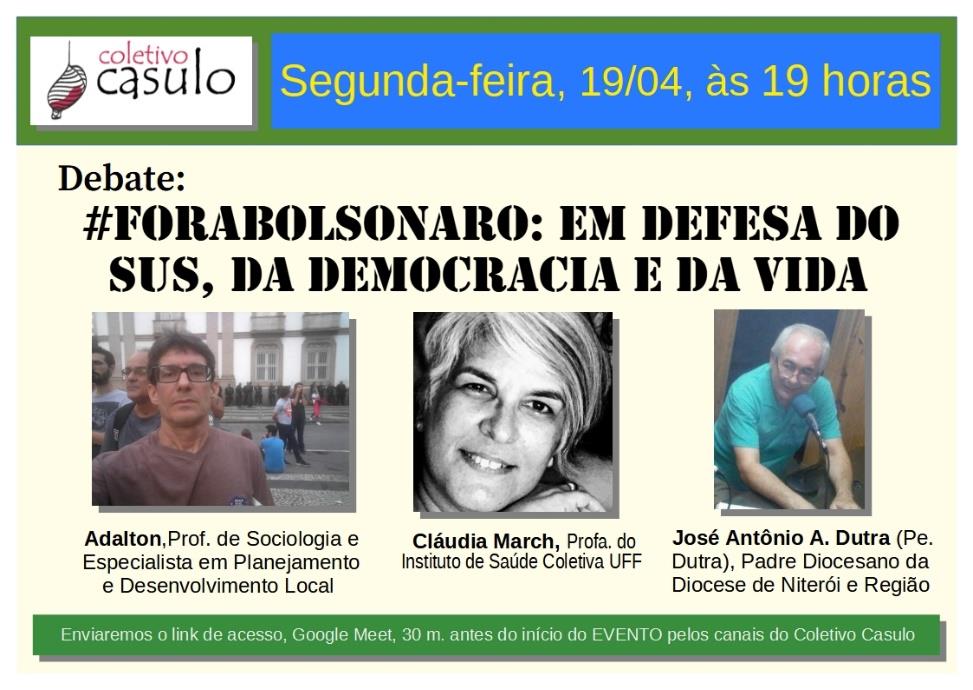 coletivo
casulo
Segunda-feira, 19/04, às 19 horas
Debate:
#FORABOLSONARO: EM DEFESA DO
SUS, DA DEMOCRACIA E DA VIDA
Adalton,Prof. de Sociologia e
Especialista em Planejamento
e Desenvolvimento Local
Cláudia March, Profa. do
Instituto de Saúde Coletiva UFF
José Antônio A. Dutra (Pe.
Dutra), Padre Diocesano da
Diocese de Niterói e Região
Enviaremos o link de acesso, Google Meet, 30 m. antes do início do EVENTO pelos canais do Coletivo Casulo